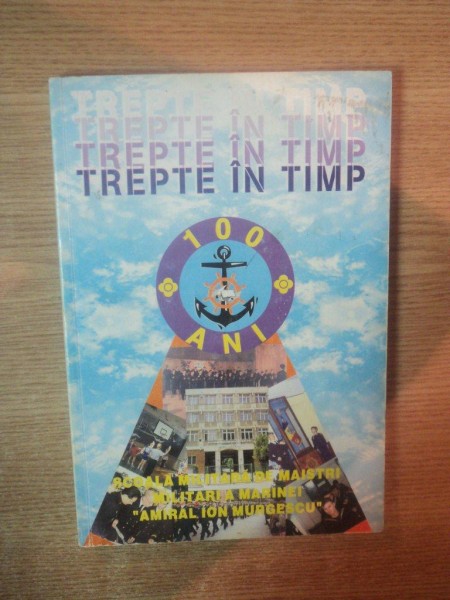 TREPTE ÎN TIMP
TREPTE ÎN TIMP
TREPTE ÎN TIMP
TREPTE ÎN TIMP
100
ANI
ȘCOALA MILITARĂ DE MAIȘTRI
MILITARI A MARINEI
"AMIRAL ION MURGESCU"